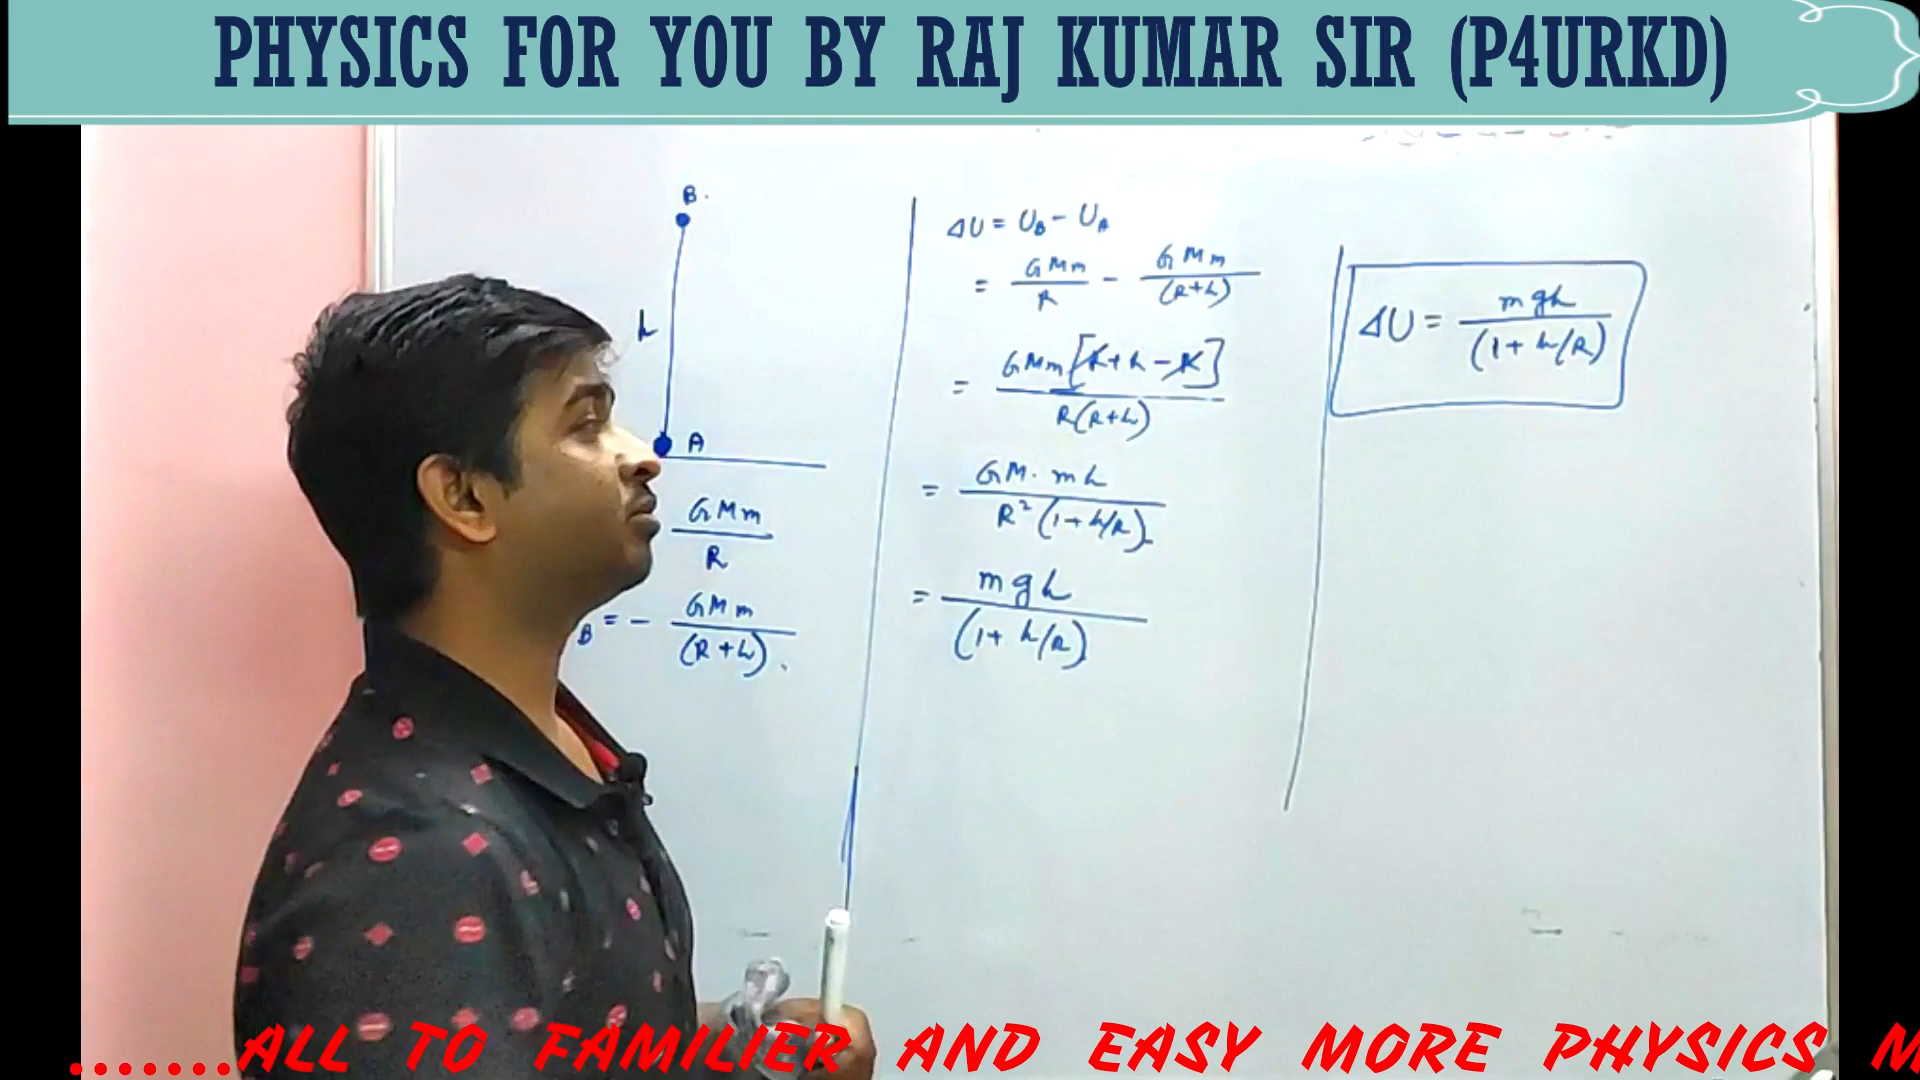 PHYSICS FOR YOU BY RAJ KUMAR SIR (P4URKD)
B.
h
A
GMm
R
B = - GMm
(R+h).
ΔU = U_B - U_A
= GMm/R - GMm/(R+h)
= GMm[R+h-R]
R(R+h)
= GM. mh
R²(1+h/R)
= mgh
(1+ h/R)
ΔU = mgh
(1+ h/R)
.......ALL TO FAMILIER AND EASY MORE PHYSICS M